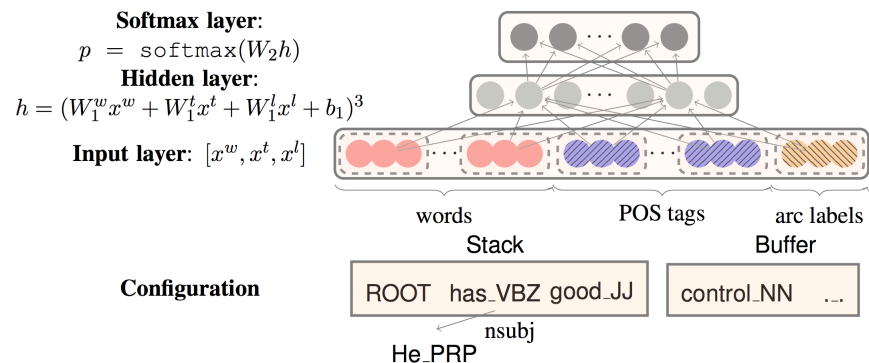 Softmax layer:
p = softmax(W₂h)
Hidden layer:
h = (W₁ʷxʷ + W₁ᵗxᵗ + W₁ˡxˡ + b₁)³
Input layer: [xʷ, xᵗ, xˡ]
··· 
··· 
··· ···
words POS tags arc labels
Stack Buffer
Configuration
ROOT has_VBZ good_JJ control_NN ._.
nsubj
He_PRP